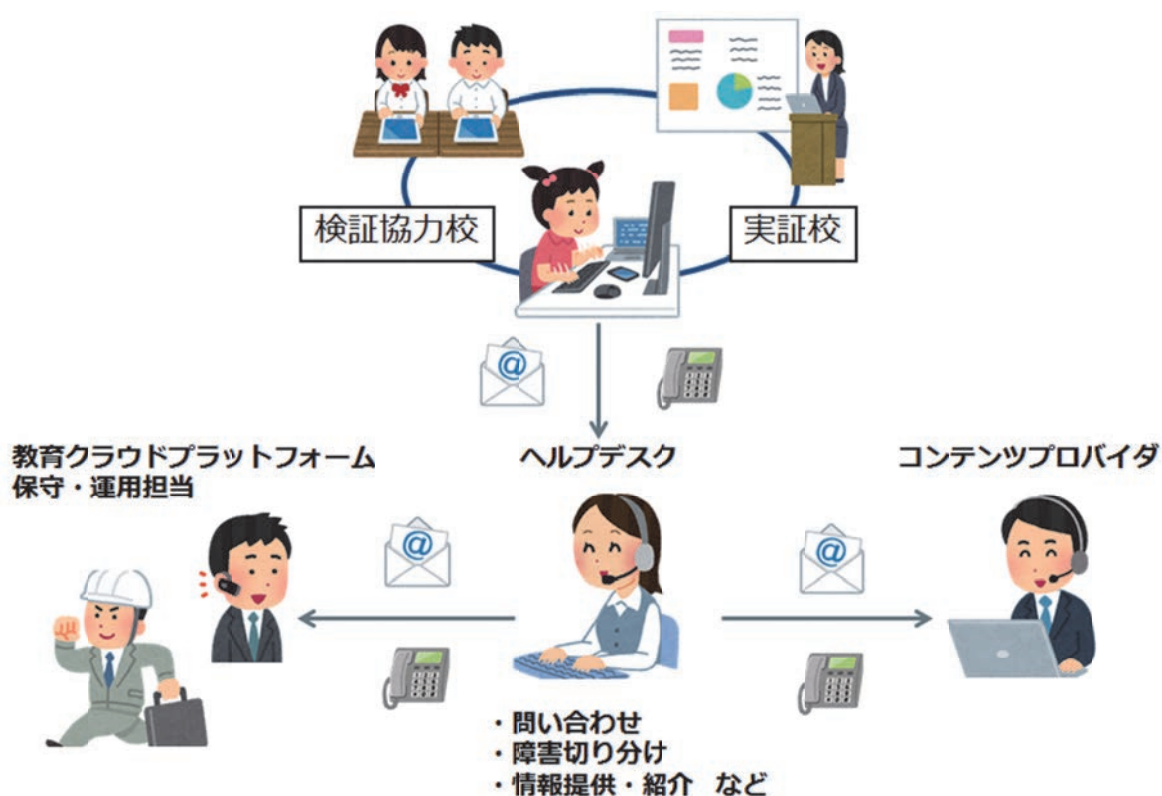 検証協力校
実証校
教育クラウドプラットフォーム
保守・運用担当
ヘルプデスク
コンテンツプロバイダ
・問い合わせ
・障害切り分け
・情報提供・紹介 など